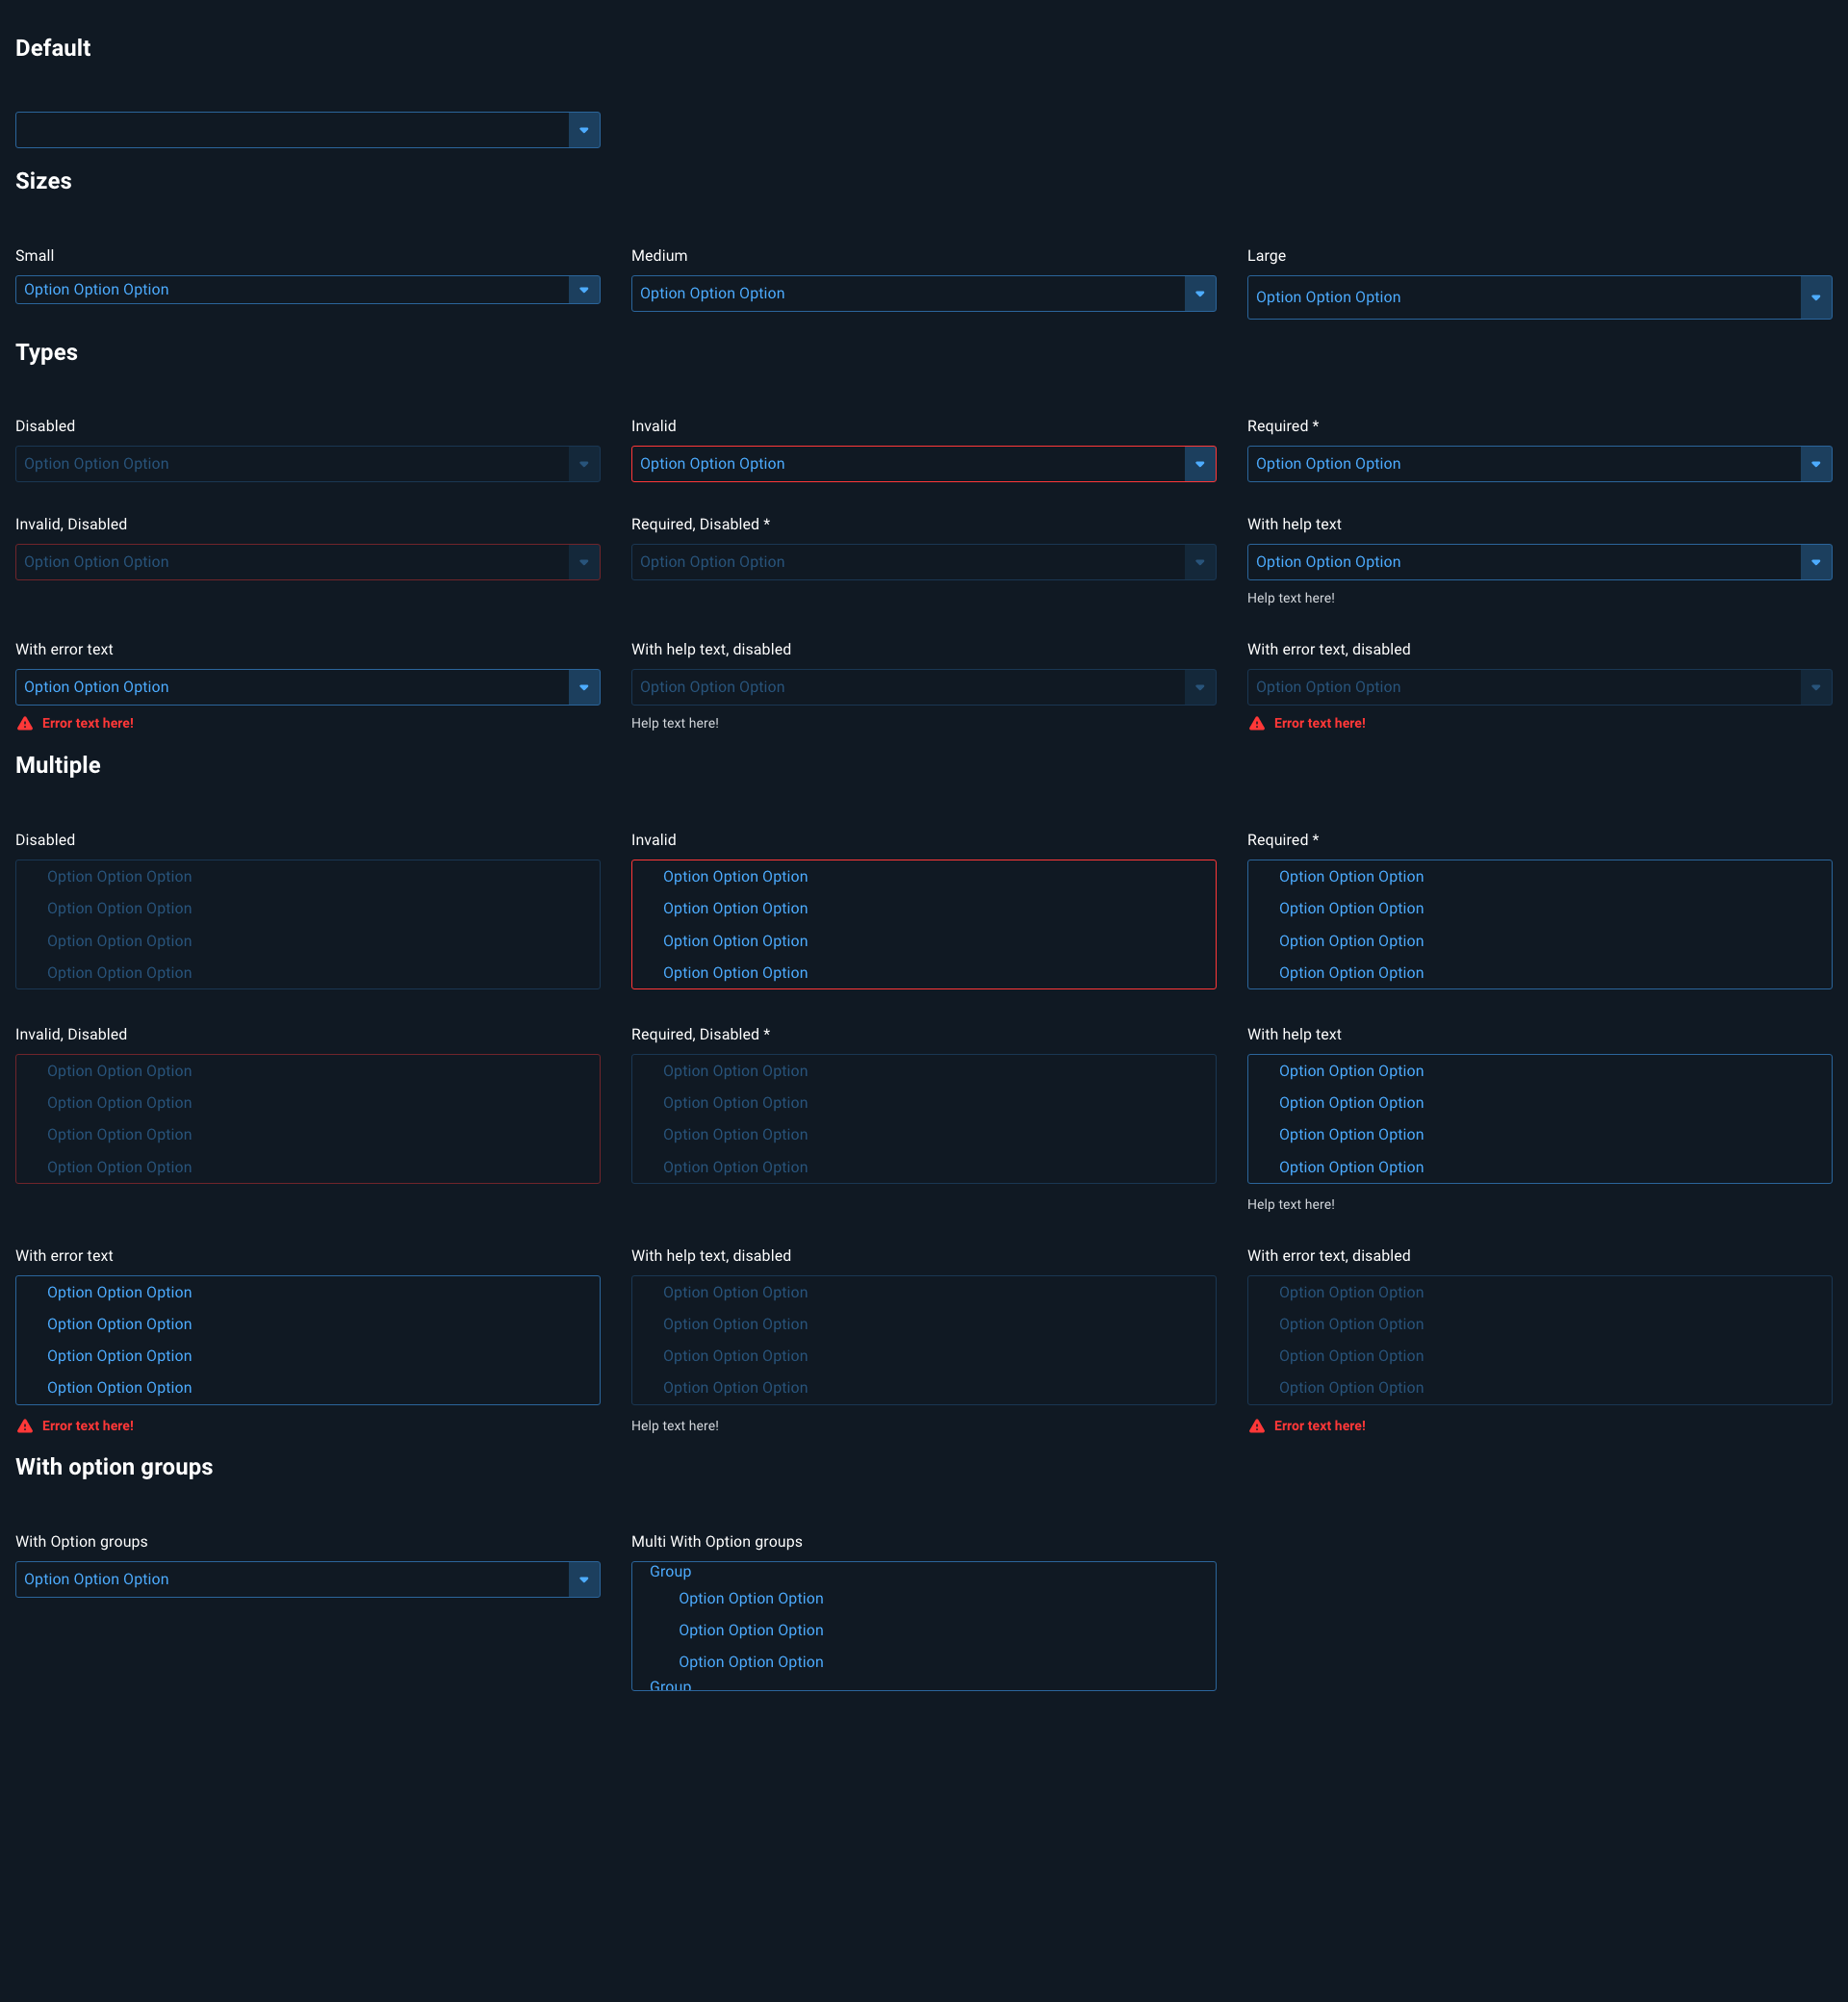 Default
Sizes
Small
Medium
Large
Option Option Option
Option Option Option
Option Option Option
Types
Disabled
Invalid
Required *
Option Option Option
Option Option Option
Option Option Option
Invalid, Disabled
Required, Disabled *
With help text
Option Option Option
Option Option Option
Option Option Option
Help text here!
With error text
With help text, disabled
With error text, disabled
Option Option Option
Option Option Option
Option Option Option
Error text here!
Help text here!
Error text here!
Multiple
Disabled
Option Option Option
Option Option Option
Option Option Option
Option Option Option
Invalid
Option Option Option
Option Option Option
Option Option Option
Option Option Option
Required *
Option Option Option
Option Option Option
Option Option Option
Option Option Option
Invalid, Disabled
Option Option Option
Option Option Option
Option Option Option
Option Option Option
Required, Disabled *
Option Option Option
Option Option Option
Option Option Option
Option Option Option
With help text
Option Option Option
Option Option Option
Option Option Option
Option Option Option
Help text here!
With error text
Option Option Option
Option Option Option
Option Option Option
Option Option Option
Error text here!
With help text, disabled
Option Option Option
Option Option Option
Option Option Option
Option Option Option
Help text here!
With error text, disabled
Option Option Option
Option Option Option
Option Option Option
Option Option Option
Error text here!
With option groups
With Option groups
Option Option Option
Multi With Option groups
Group
Option Option Option
Option Option Option
Option Option Option
Group